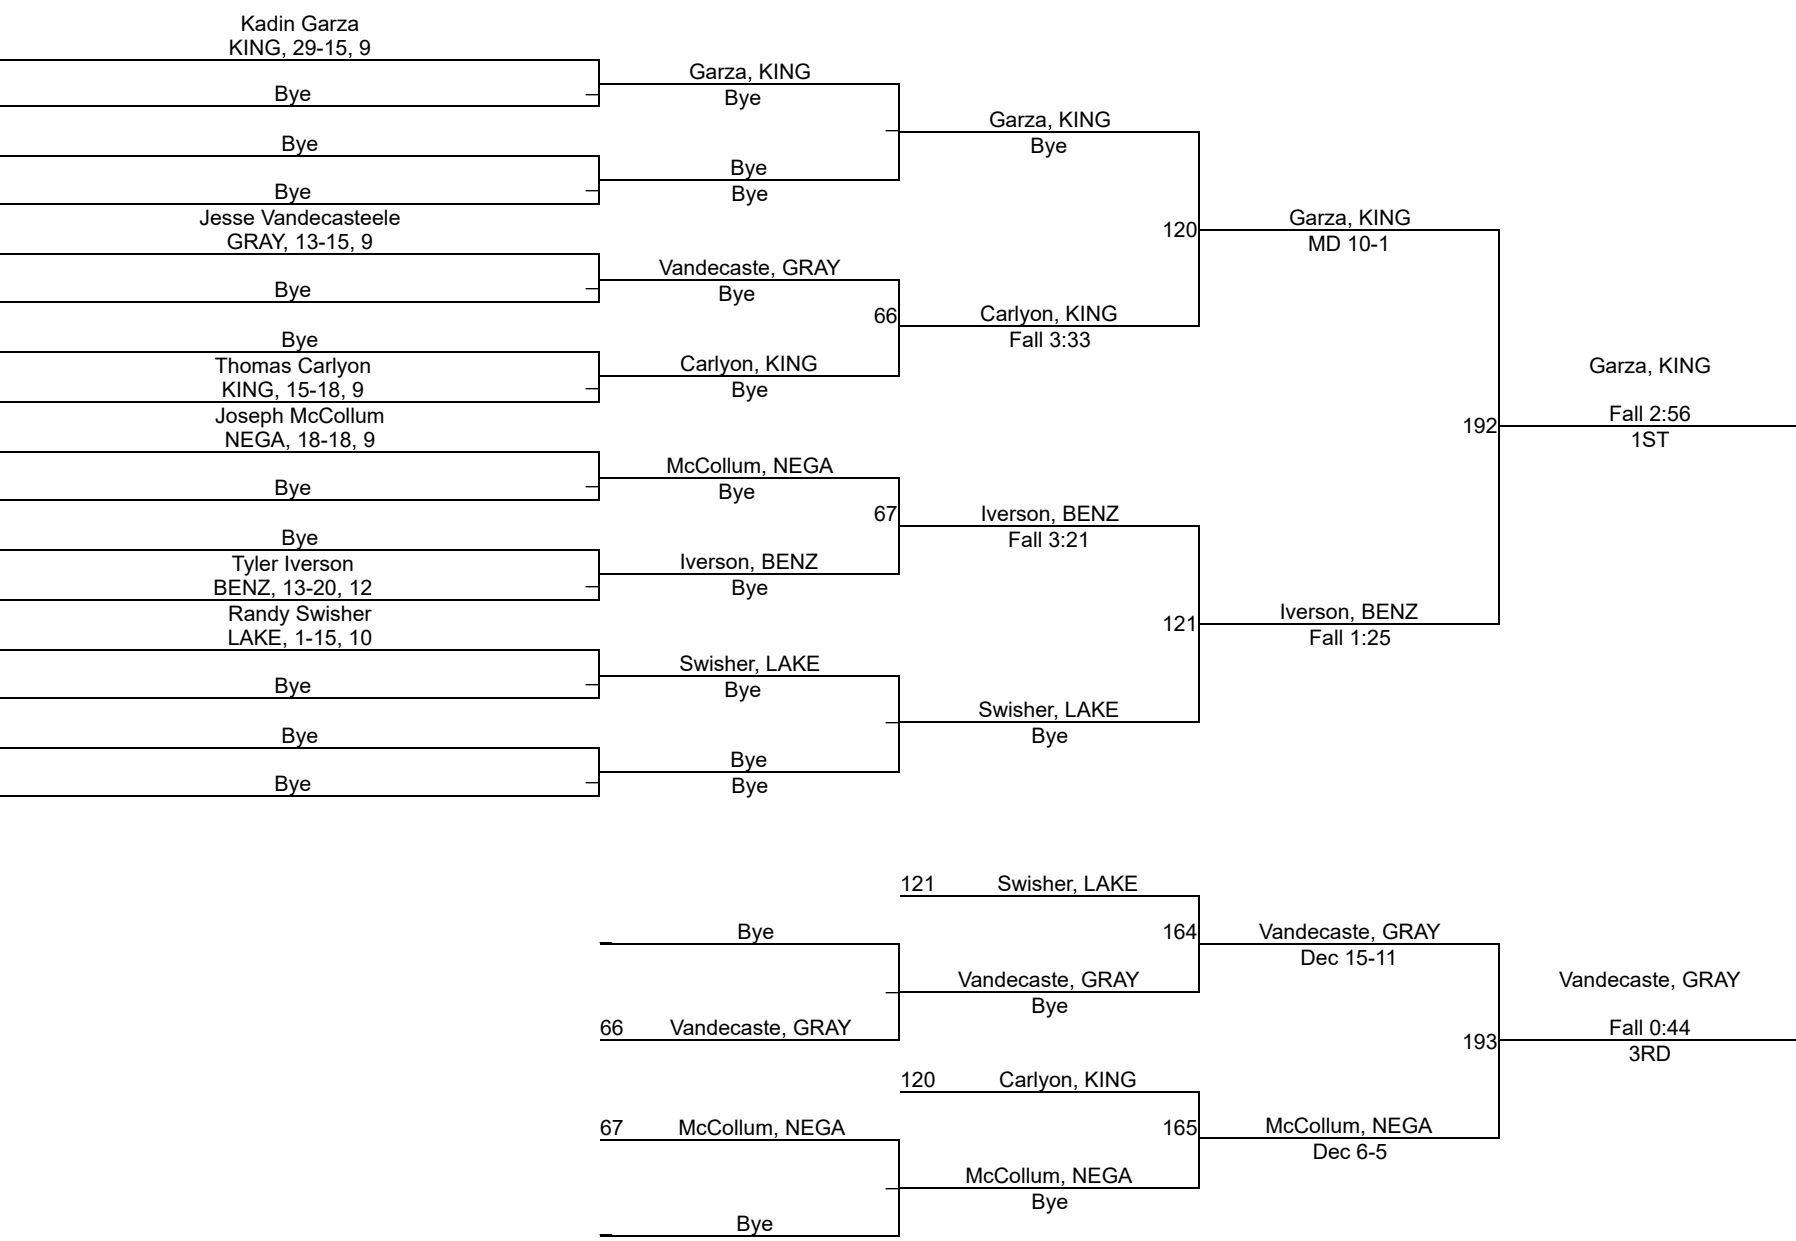 Kadin Garza
KING, 29-15, 9
Bye
Bye
Bye
Jesse Vandecasteele
GRAY, 13-15, 9
Bye
Bye
Thomas Carlyon
KING, 15-18, 9
Joseph McCollum
NEGA, 18-18, 9
Bye
Bye
Tyler Iverson
BENZ, 13-20, 12
Randy Swisher
LAKE, 1-15, 10
Bye
Bye
Bye
Garza, KING
Bye
Bye
Bye
Vandecaste, GRAY
Bye
66
Carlyon, KING
Bye
McCollum, NEGA
Bye
67
Iverson, BENZ
Bye
Swisher, LAKE
Bye
Bye
Bye
Garza, KING
Bye
120
Carlyon, KING
Fall 3:33
Iverson, BENZ
Fall 3:21
121
Swisher, LAKE
Bye
Garza, KING
MD 10-1
192
Iverson, BENZ
Fall 1:25
Garza, KING
Fall 2:56
1ST
121 Swisher, LAKE
Bye
164
Vandecaste, GRAY
Bye
66 Vandecaste, GRAY
120 Carlyon, KING
67 McCollum, NEGA
165
McCollum, NEGA
Bye
Bye
Vandecaste, GRAY
Dec 15-11
193
McCollum, NEGA
Dec 6-5
Vandecaste, GRAY
Fall 0:44
3RD